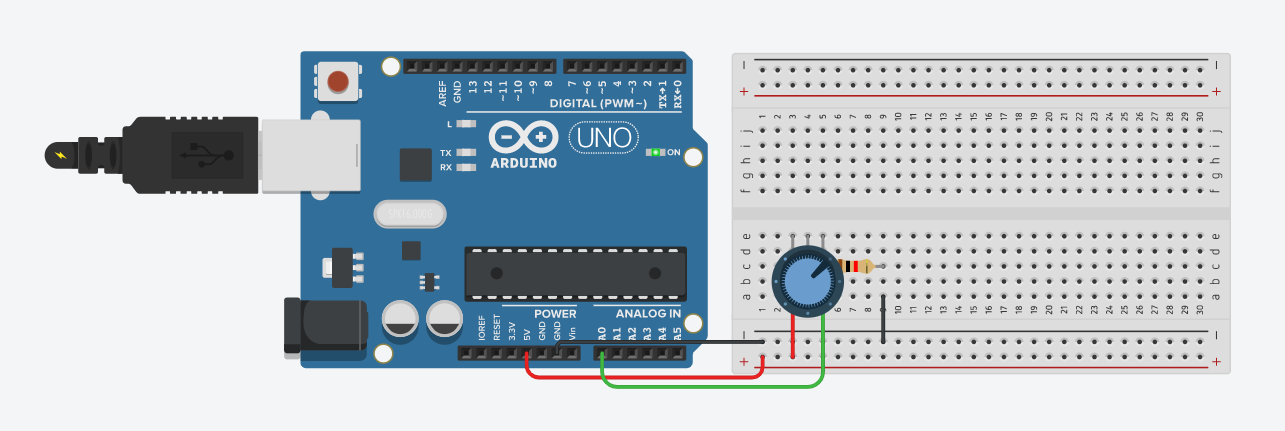 AREF
GND
13
12
~11
~10
~9
8
7
~6
~5
4
~3
2
TX→1
RX←0
DIGITAL (PWM~)
L
TX
RX
ARDUINO
UNO
ON
POWER
ANALOG IN
IOREF
RESET
3.3V
5V
GND
GND
Vin
A0
A1
A2
A3
A4
A5
− −
+ +
1 2 3 4 5 6 7 8 9 10 11 12 13 14 15 16 17 18 19 20 21 22 23 24 25 26 27 28 29 30
j j
i i
h h
g g
f f
e e
d d
c c
b b
a a
1 2 4 5 6 7 8 9 10 11 12 13 14 15 16 17 18 19 20 21 22 23 24 25 26 27 28 29 30
− −
+ +